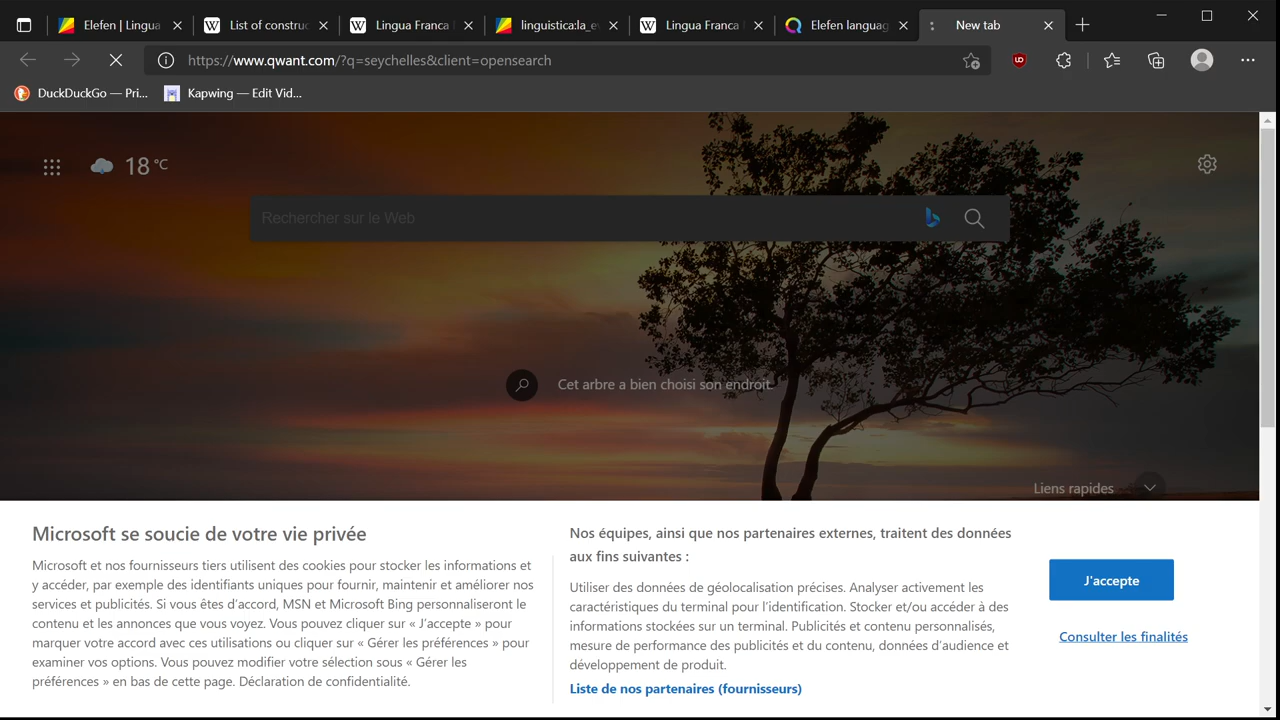 Elefen | Lingua
List of construc
Lingua Franca
linguistica:la_e
Lingua Franca
Elefen languag
New tab
https://www.qwant.com/?q=seychelles&client=opensearch
DuckDuckGo — Pri...
Kapwing — Edit Vid...
18 °C
Rechercher sur le Web
Cet arbre a bien choisi son endroit.
Liens rapides
Microsoft se soucie de votre vie privée
Microsoft et nos fournisseurs tiers utilisent des cookies pour stocker les informations et
y accéder, par exemple des identifiants uniques pour fournir, maintenir et améliorer nos
services et publicités. Si vous êtes d'accord, MSN et Microsoft Bing personnaliseront le
contenu et les annonces que vous voyez. Vous pouvez cliquer sur « J'accepte » pour
marquer votre accord avec ces utilisations ou cliquer sur « Gérer les préférences » pour
examiner vos options. Vous pouvez modifier votre sélection sous « Gérer les
préférences » en bas de cette page. Déclaration de confidentialité.
Nos équipes, ainsi que nos partenaires externes, traitent des données
aux fins suivantes :
Utiliser des données de géolocalisation précises. Analyser activement les
caractéristiques du terminal pour l'identification. Stocker et/ou accéder à des
informations stockées sur un terminal. Publicités et contenu personnalisés,
mesure de performance des publicités et du contenu, données d'audience et
développement de produit.
Liste de nos partenaires (fournisseurs)
J'accepte
Consulter les finalités